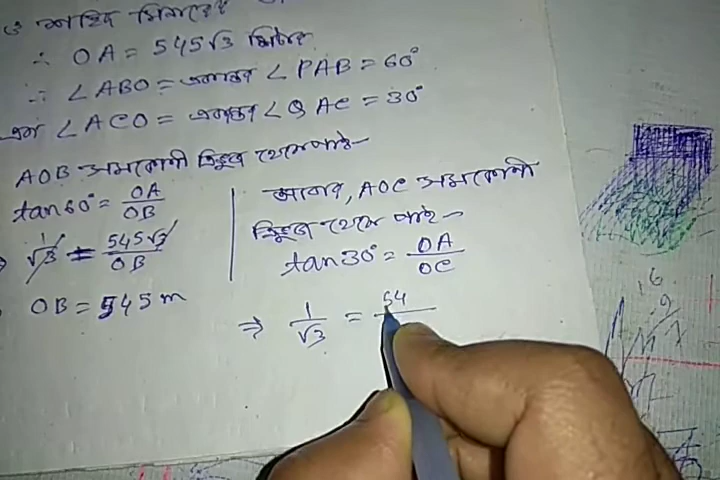 ∴ OA = 545√3 মিটার
∴ ∠ABO = একান্তর ∠PAB = 60°
এবং ∠ACO = একান্তর ∠QAC = 30°
AOB সমকোণী ত্রিভুজ থেকে পাই-
tan60° = OA/OB
√3 = 545√3/OB
OB = 545 m
আবার, AOC সমকোণী
ত্রিভুজ থেকে পাই-
tan30° = OA/OC
⇒ 1/√3 = 54
16